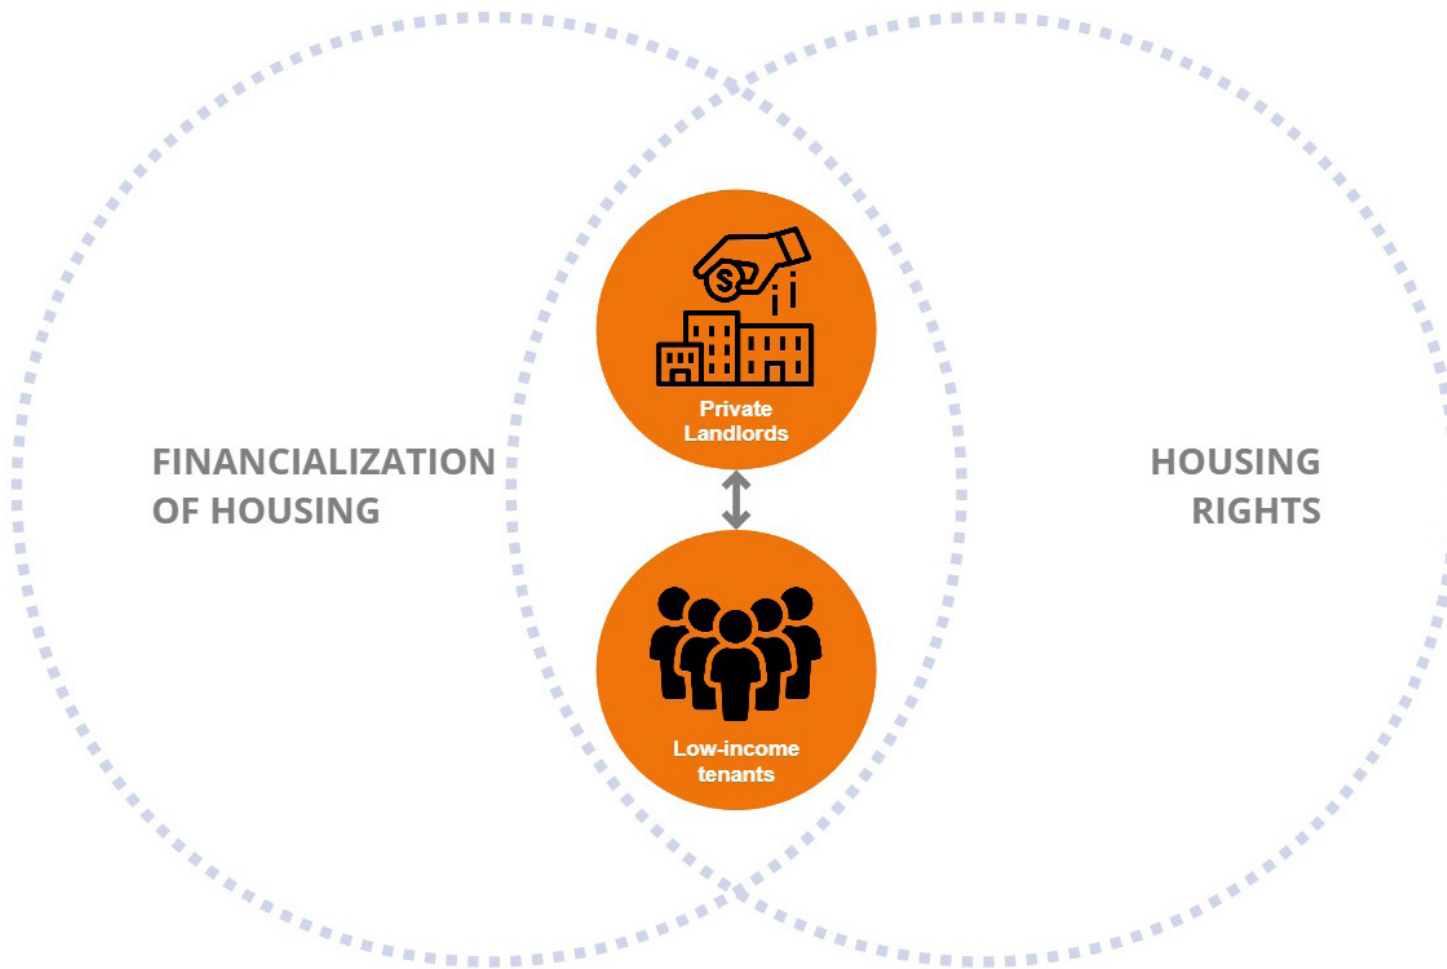 Private
Landlords
FINANCIALIZATION
OF HOUSING
HOUSING
RIGHTS
Low-income
tenants